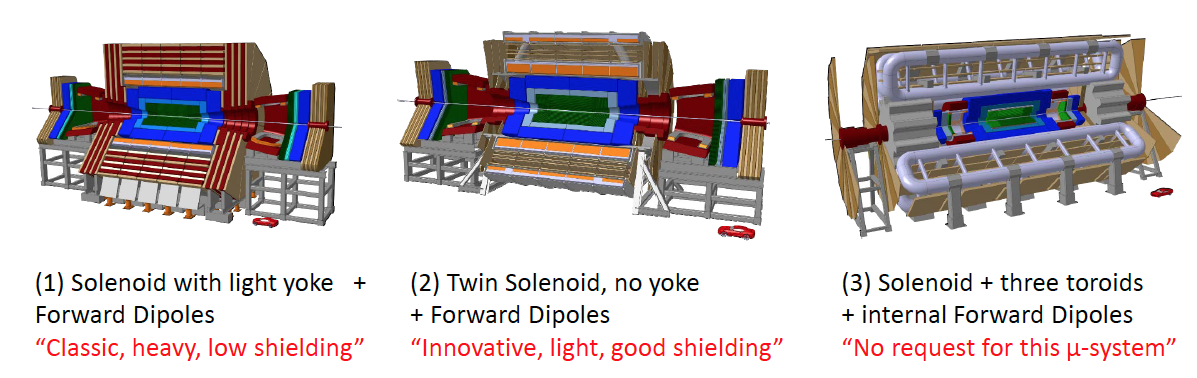 (1) Solenoid with light yoke +
Forward Dipoles
“Classic, heavy, low shielding”
(2) Twin Solenoid, no yoke
+ Forward Dipoles
“Innovative, light, good shielding”
(3) Solenoid + three toroids
+ internal Forward Dipoles
“No request for this µ-system”